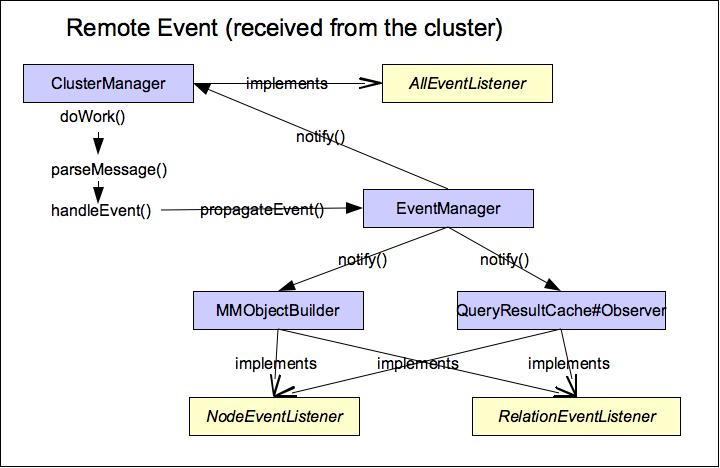 Remote Event (received from the cluster)
ClusterManager
implements
AllEventListener
doWork()
notify()
parseMessage()
handleEvent()
propagateEvent()
EventManager
notify()
notify()
MMObjectBuilder
QueryResultCache#Observer
implements
implements
implements
NodeEventListener
RelationEventListener